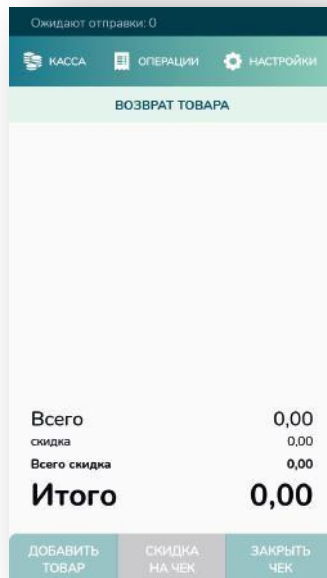 Ожидают отправки: 0
КАССА ОПЕРАЦИИ НАСТРОЙКИ
ВОЗВРАТ ТОВАРА
Всего 0,00
скидка 0,00
Всего скидка 0,00
Итого 0,00
ДОБАВИТЬ СКИДКА ЗАКРЫТЬ
ТОВАР НА ЧЕК ЧЕК